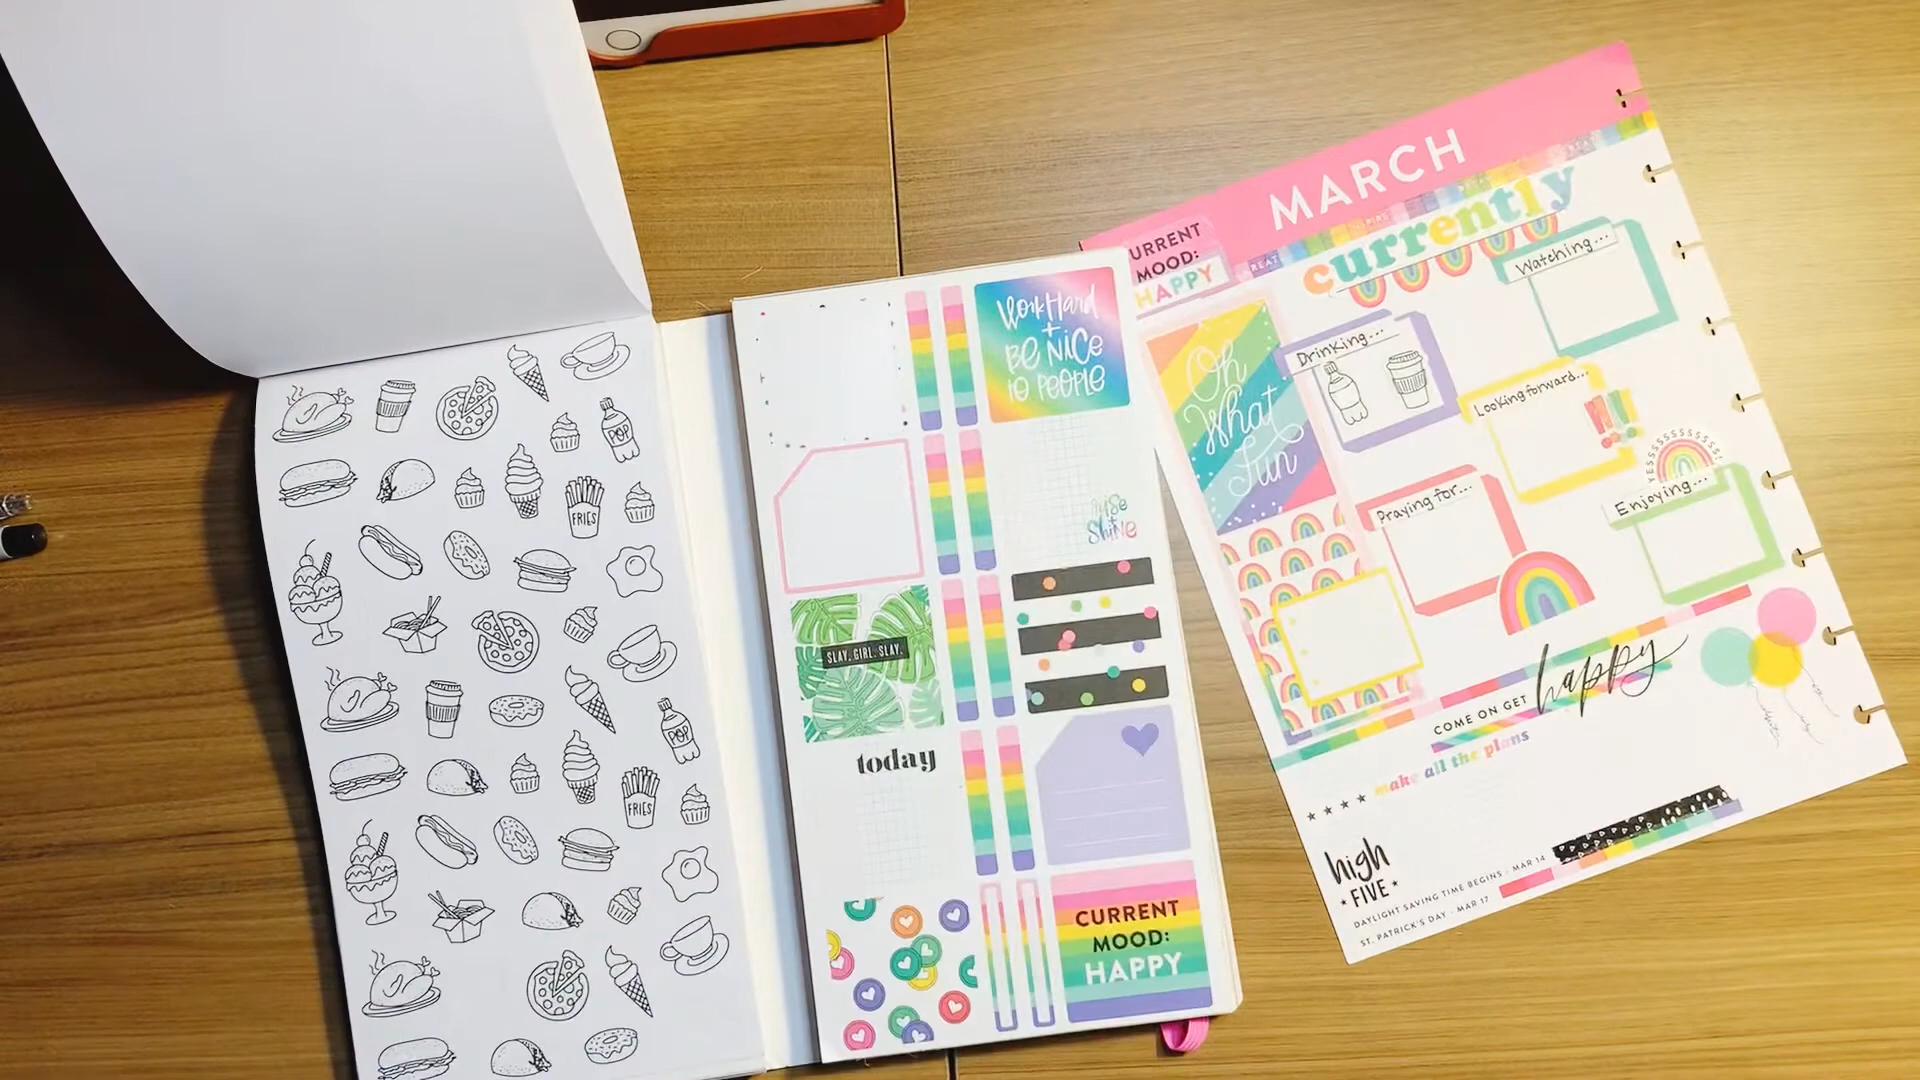 POP
FRIES
POP
FRIES
Work Hard
+
BE NiCE
to PEOPLE
rise
+
ShiNe
SLAY. GIRL. SLAY.
today
CURRENT
MOOD:
HAPPY
MARCH
URRENT
MOOD:
HAPPY
currently
Watching...
Drinking...
Looking forward...
Oh
What
fun
Praying for...
YESSSSSSSSS!
Enjoying...
COME ON GET happy
make all the plans
high
FIVE
DAYLIGHT SAVING TIME BEGINS - MAR 14
ST. PATRICK'S DAY - MAR 17